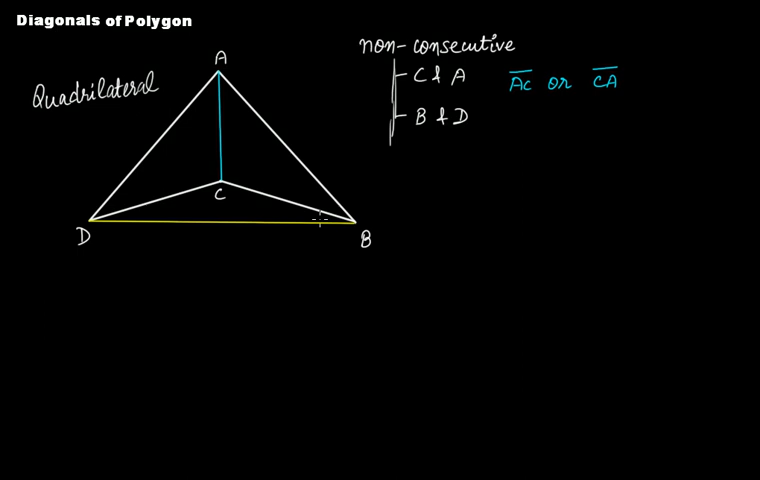 Diagonals of Polygon
non-consecutive
A
C & A
AC or CA
Quadrilateral
B & D
C
D
B